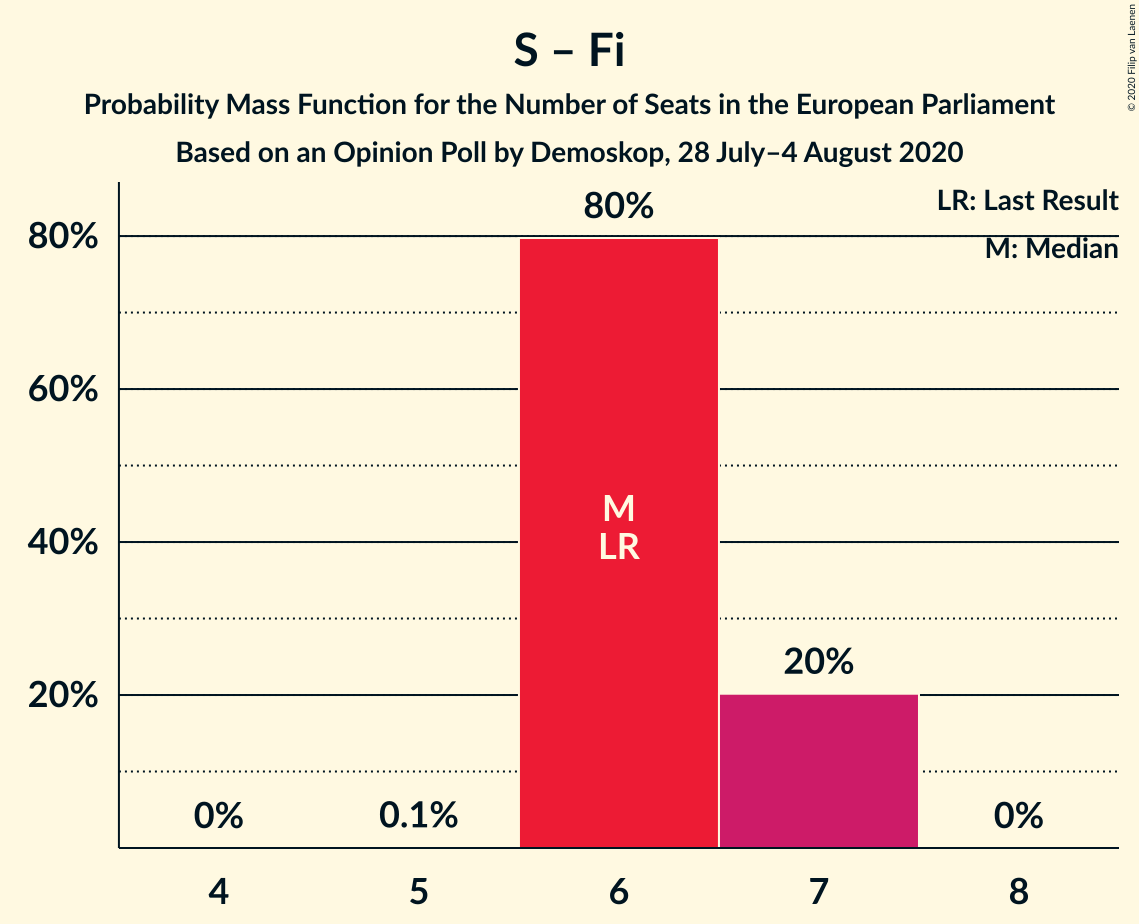 S – Fi
Probability Mass Function for the Number of Seats in the European Parliament
Based on an Opinion Poll by Demoskop, 28 July–4 August 2020
© 2020 Filip van Laenen
LR: Last Result
M: Median
80%
60%
40%
20%
0%
0.1%
80%
M
LR
20%
0%
4
5
6
7
8